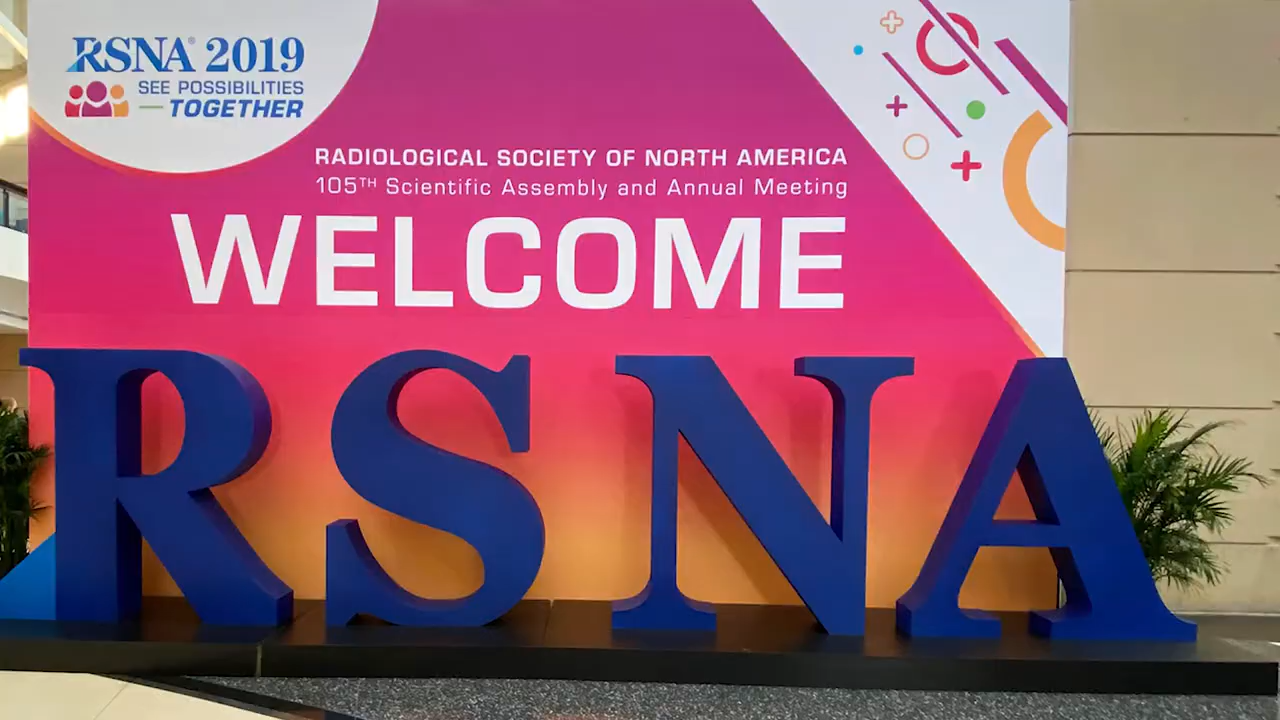 RSNA® 2019
SEE POSSIBILITIES
TOGETHER
RADIOLOGICAL SOCIETY OF NORTH AMERICA
105TH Scientific Assembly and Annual Meeting
WELCOME
RSNA